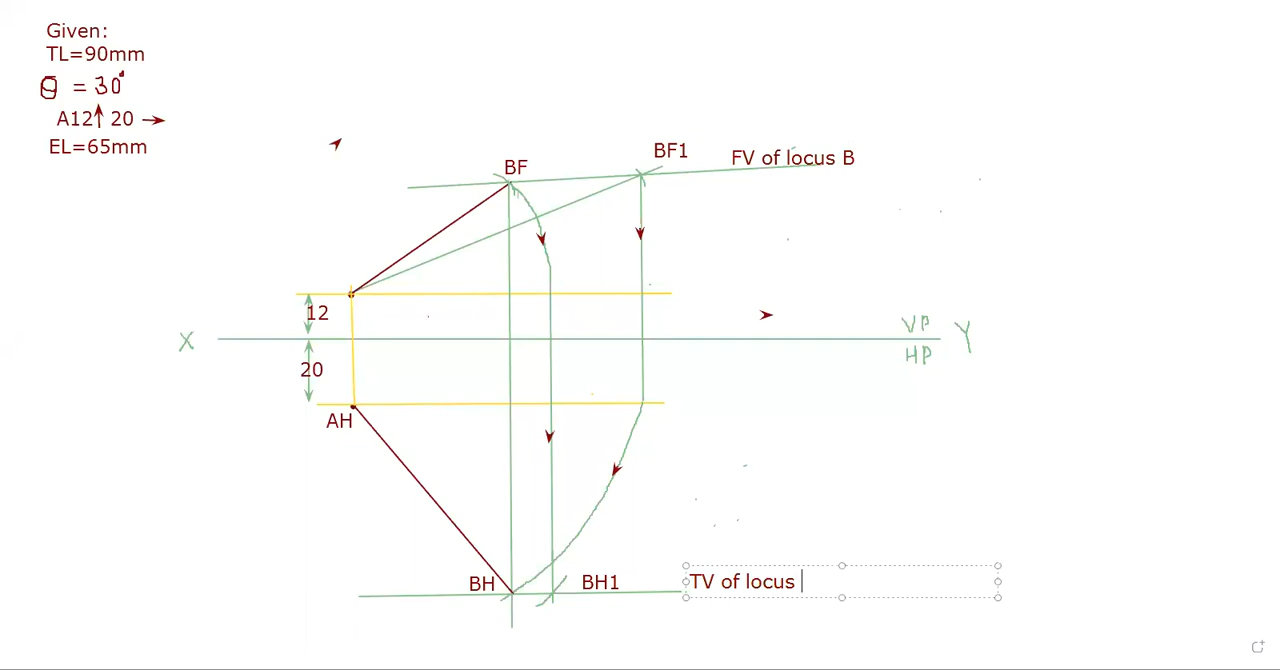 Given:
TL=90mm
θ = 30°
A12↑ 20 →
EL=65mm
BF
BF1
FV of locus B
12
X
VP
HP
Y
20
AH
BH
BH1
TV of locus